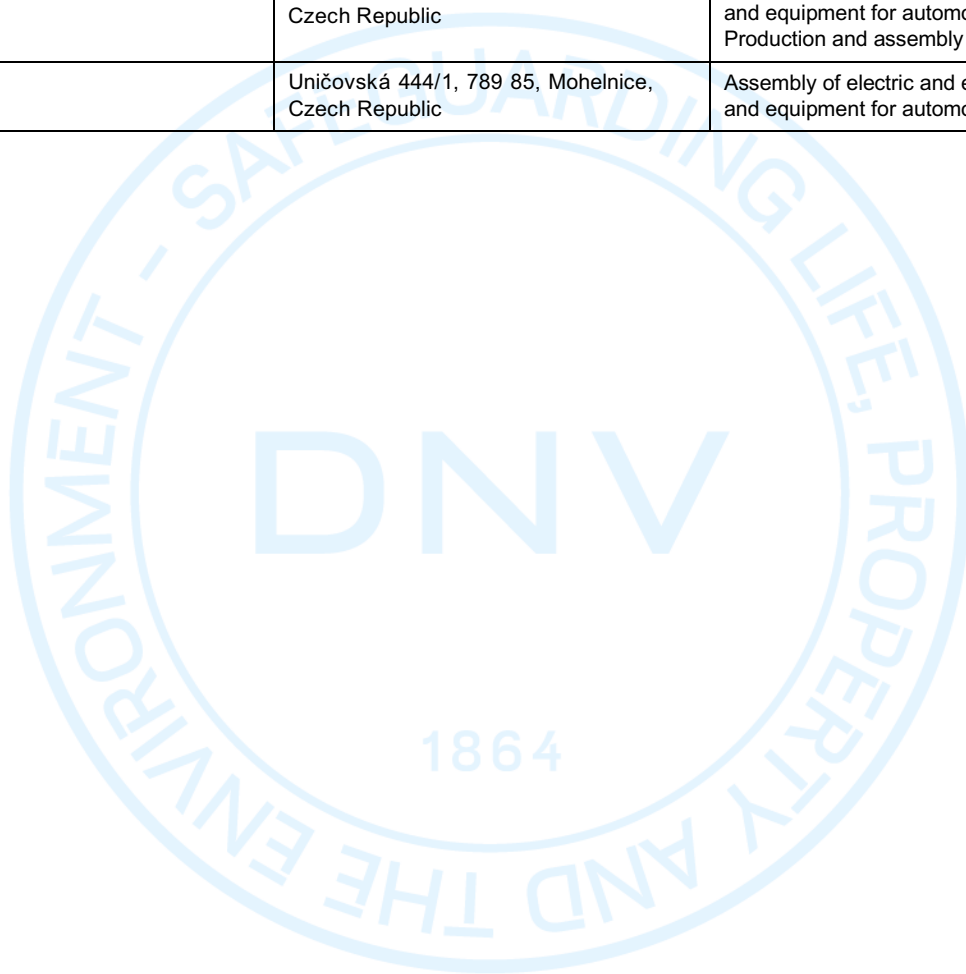 Czech Republic
and equipment for automo
Production and assembly
Uničovská 444/1, 789 85, Mohelnice,
Czech Republic
Assembly of electric and e
and equipment for automo
SAFEGUARDING LIFE, PROPERTY AND THE ENVIRONMENT -
DNV
1864